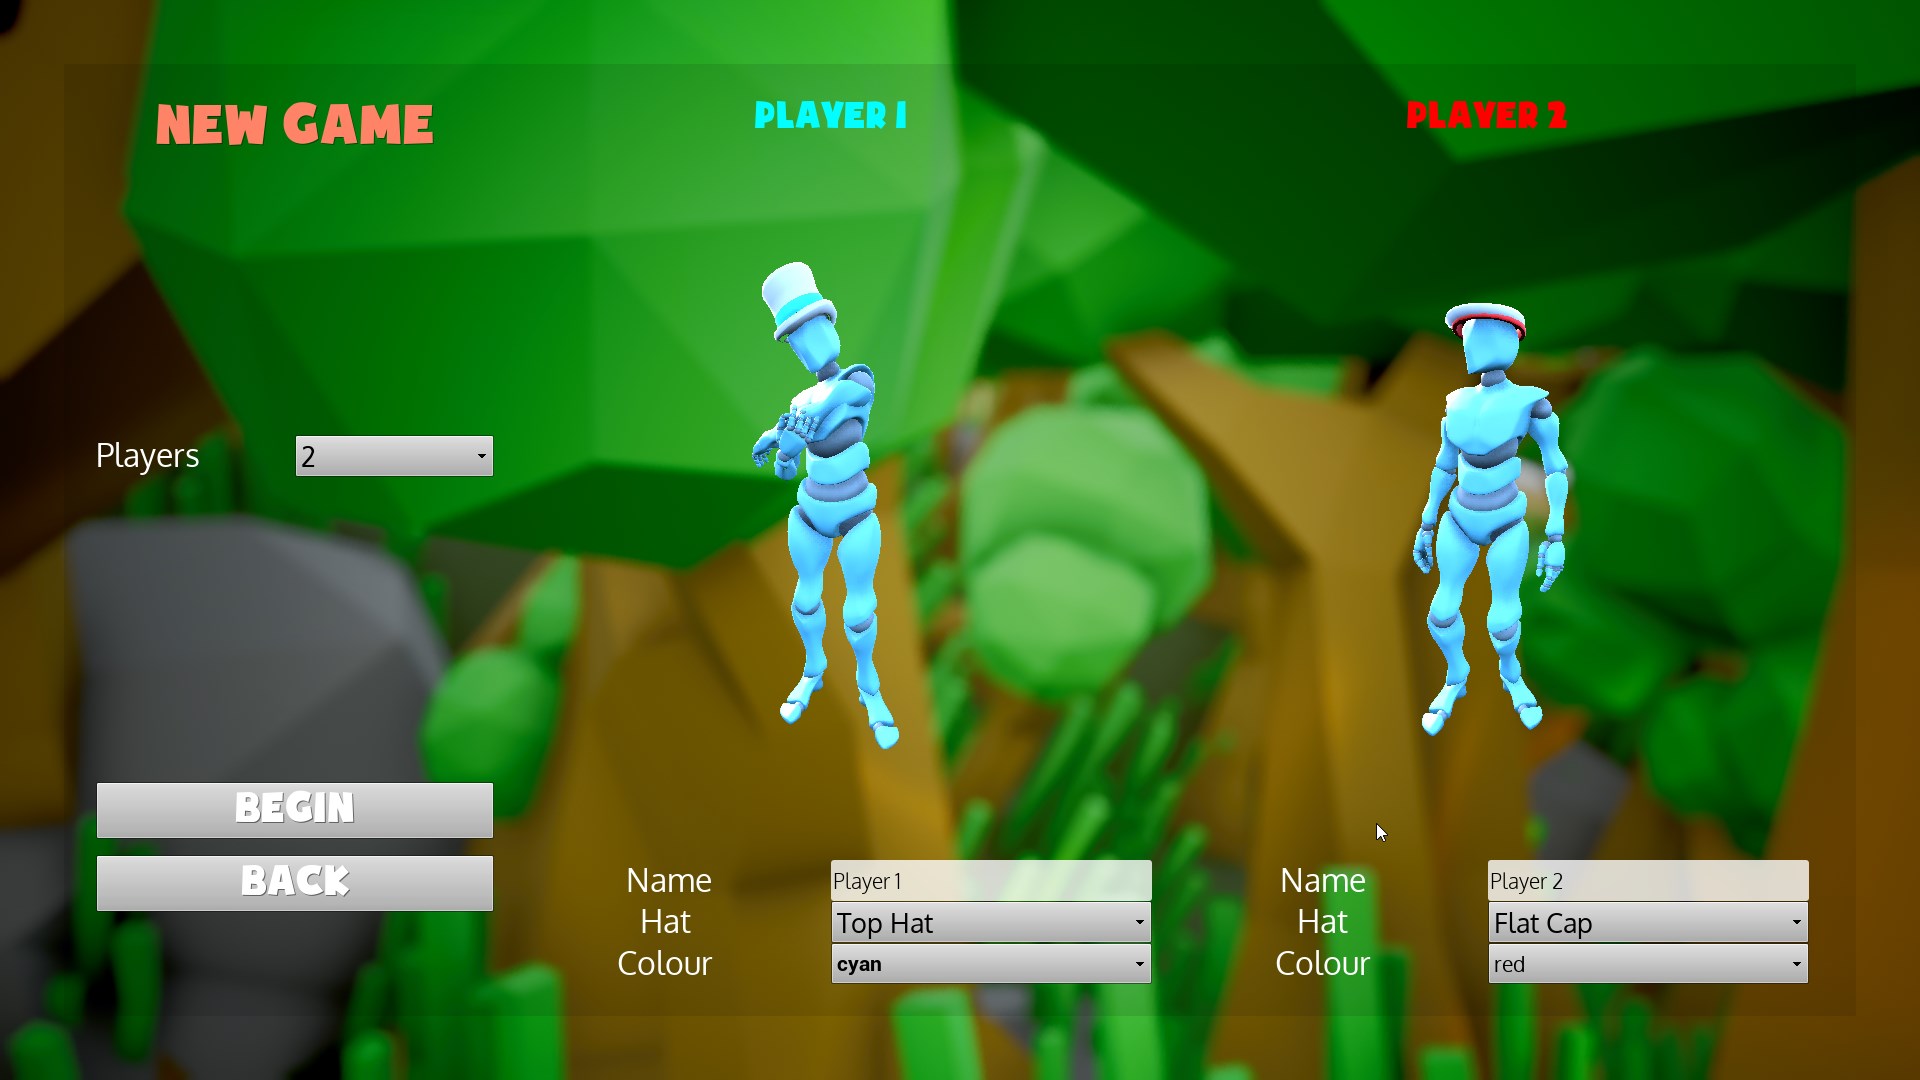 NEW GAME
PLAYER 1
PLAYER 2
Players
2
BEGIN
BACK
Name
Player 1
Hat
Top Hat
Colour
cyan
Name
Player 2
Hat
Flat Cap
Colour
red